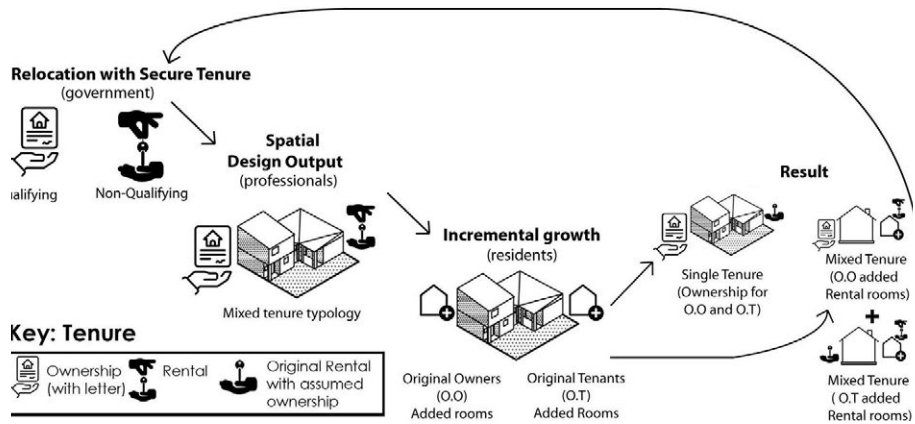 Relocation with Secure Tenure
(government)
ualifying
Non-Qualifying
Spatial
Design Output
(professionals)
Mixed tenure typology
Incremental growth
(residents)
Original Owners
(O.O)
Added rooms
Original Tenants
(O.T)
Added Rooms
Result
Single Tenure
(Ownership for
O.O and O.T)
Mixed Tenure
(O.O added
Rental rooms)
+
Mixed Tenure
( O.T added
Rental rooms)
Key: Tenure
Ownership
(with letter)
Rental
Original Rental
with assumed
ownership